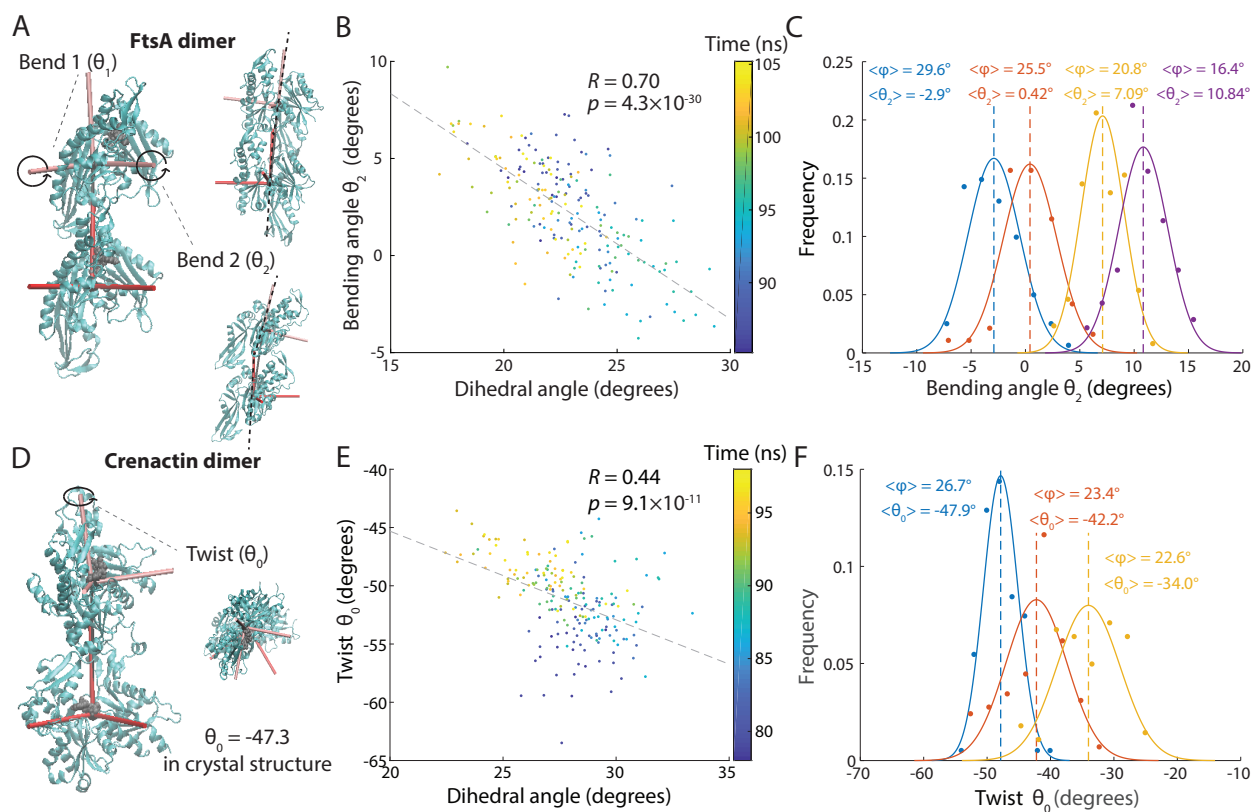 A
FtsA dimer
Bend 1 (θ1)
Bend 2 (θ2)
B
Time (ns)
R = 0.70
p = 4.3×10-30
10
5
0
-5
Bending angle θ2 (degrees)
15
20
25
30
Dihedral angle (degrees)
105
100
95
90
C
<φ> = 29.6°
<θ2> = -2.9°
<φ> = 25.5°
<θ2> = 0.42°
<φ> = 20.8°
<θ2> = 7.09°
<φ> = 16.4°
<θ2> = 10.84°
0.25
0.2
0.15
0.1
0.05
0
Frequency
-15
-10
-5
0
5
10
15
20
Bending angle θ2 (degrees)
D
Crenactin dimer
Twist (θ0)
θ0 = -47.3
in crystal structure
E
Time (ns)
R = 0.44
p = 9.1×10-11
-40
-45
-50
-55
-60
-65
Twist θ0 (degrees)
20
25
30
35
Dihedral angle (degrees)
95
90
85
80
F
<φ> = 26.7°
<θ0> = -47.9°
<φ> = 23.4°
<θ0> = -42.2°
<φ> = 22.6°
<θ0> = -34.0°
0.15
0.1
0.05
0
Frequency
-70
-60
-50
-40
-30
-20
-10
Twist θ0 (degrees)